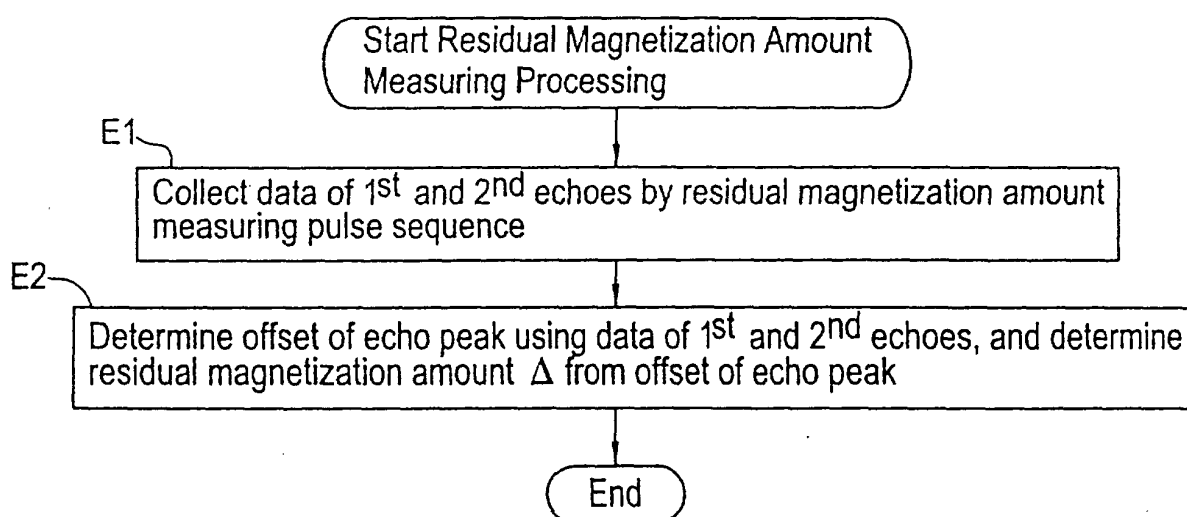 Start Residual Magnetization Amount
Measuring Processing
E1
Collect data of 1st and 2nd echoes by residual magnetization amount
measuring pulse sequence
E2
Determine offset of echo peak using data of 1st and 2nd echoes, and determine
residual magnetization amount Δ from offset of echo peak
End